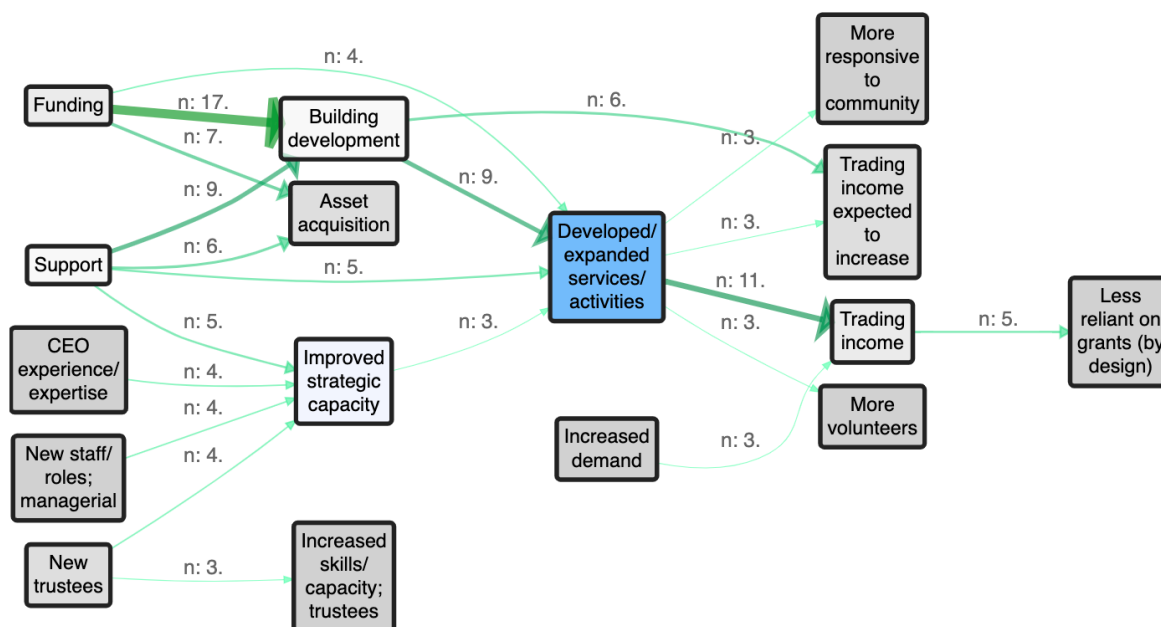 More
responsive
to
community
n: 4.
Funding
n: 17.
Building
development
n: 6.
n: 7.
n: 3.
Trading
income
expected
to
increase
n: 9.
n: 9.
Asset
acquisition
Developed/
expanded
services/
activities
n: 3.
Support
n: 6.
n: 5.
n: 11.
Less
reliant on
grants (by
design)
n: 5.
n: 3.
n: 3.
Trading
income
n: 5.
CEO
experience/
expertise
n: 4.
Improved
strategic
capacity
n: 4.
More
volunteers
New staff/
roles;
managerial
n: 4.
Increased
demand
n: 3.
New
trustees
n: 3.
Increased
skills/
capacity;
trustees